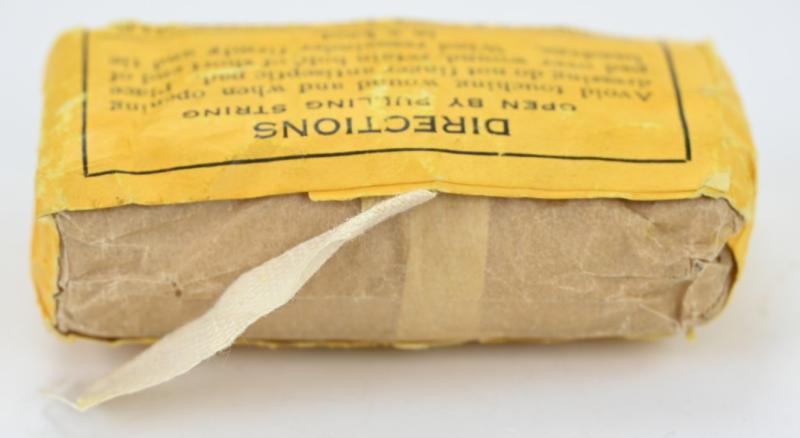 DIRECTIONS
OPEN BY PULLING STRING
Avoid touching wound and when opening
dressing do not finger antiseptic pad. Place
pad over wound, retain hold of short end of
bandage. Wind remainder firmly and tie